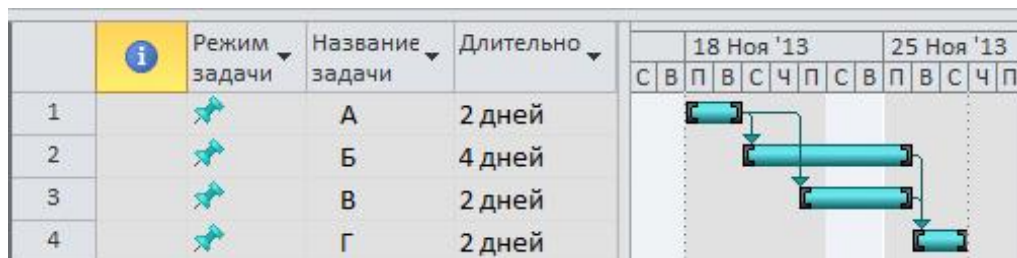 Режим задачи Название задачи Длительно 18 Ноя '13 25 Ноя '13
С В П В С Ч П С В П В С Ч П
1 А 2 дней
2 Б 4 дней
3 В 2 дней
4 Г 2 дней